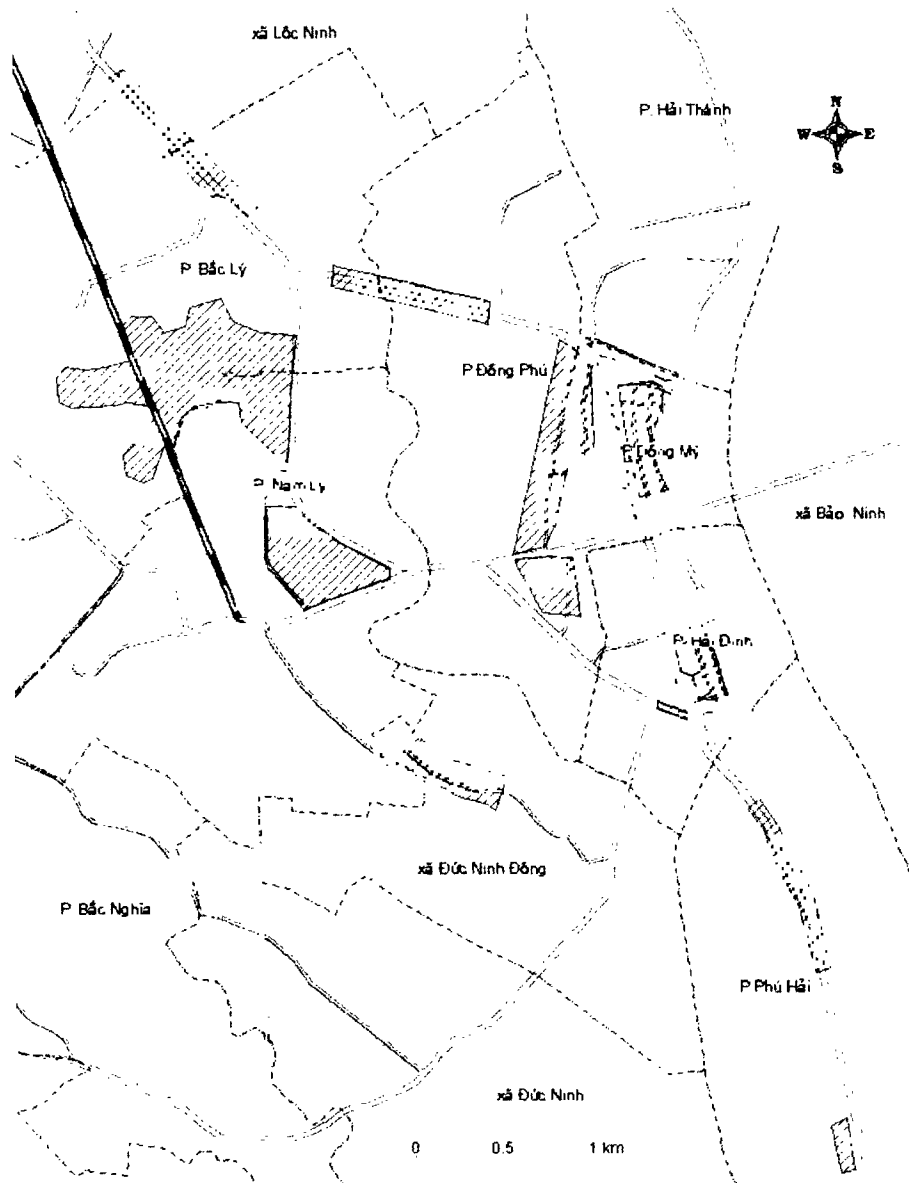 xã Lôc Ninh
P. Hải Thành
N
W E
S
P Bắc Lý
P Đồng Phú
P Đồng Mỹ
P Nam Lý
xã Bảo Ninh
P. Hải Đình
xã Đức Ninh Đông
P Bắc Nghĩa
P Phú Hải
xã Đức Ninh
0 0.5 1 km